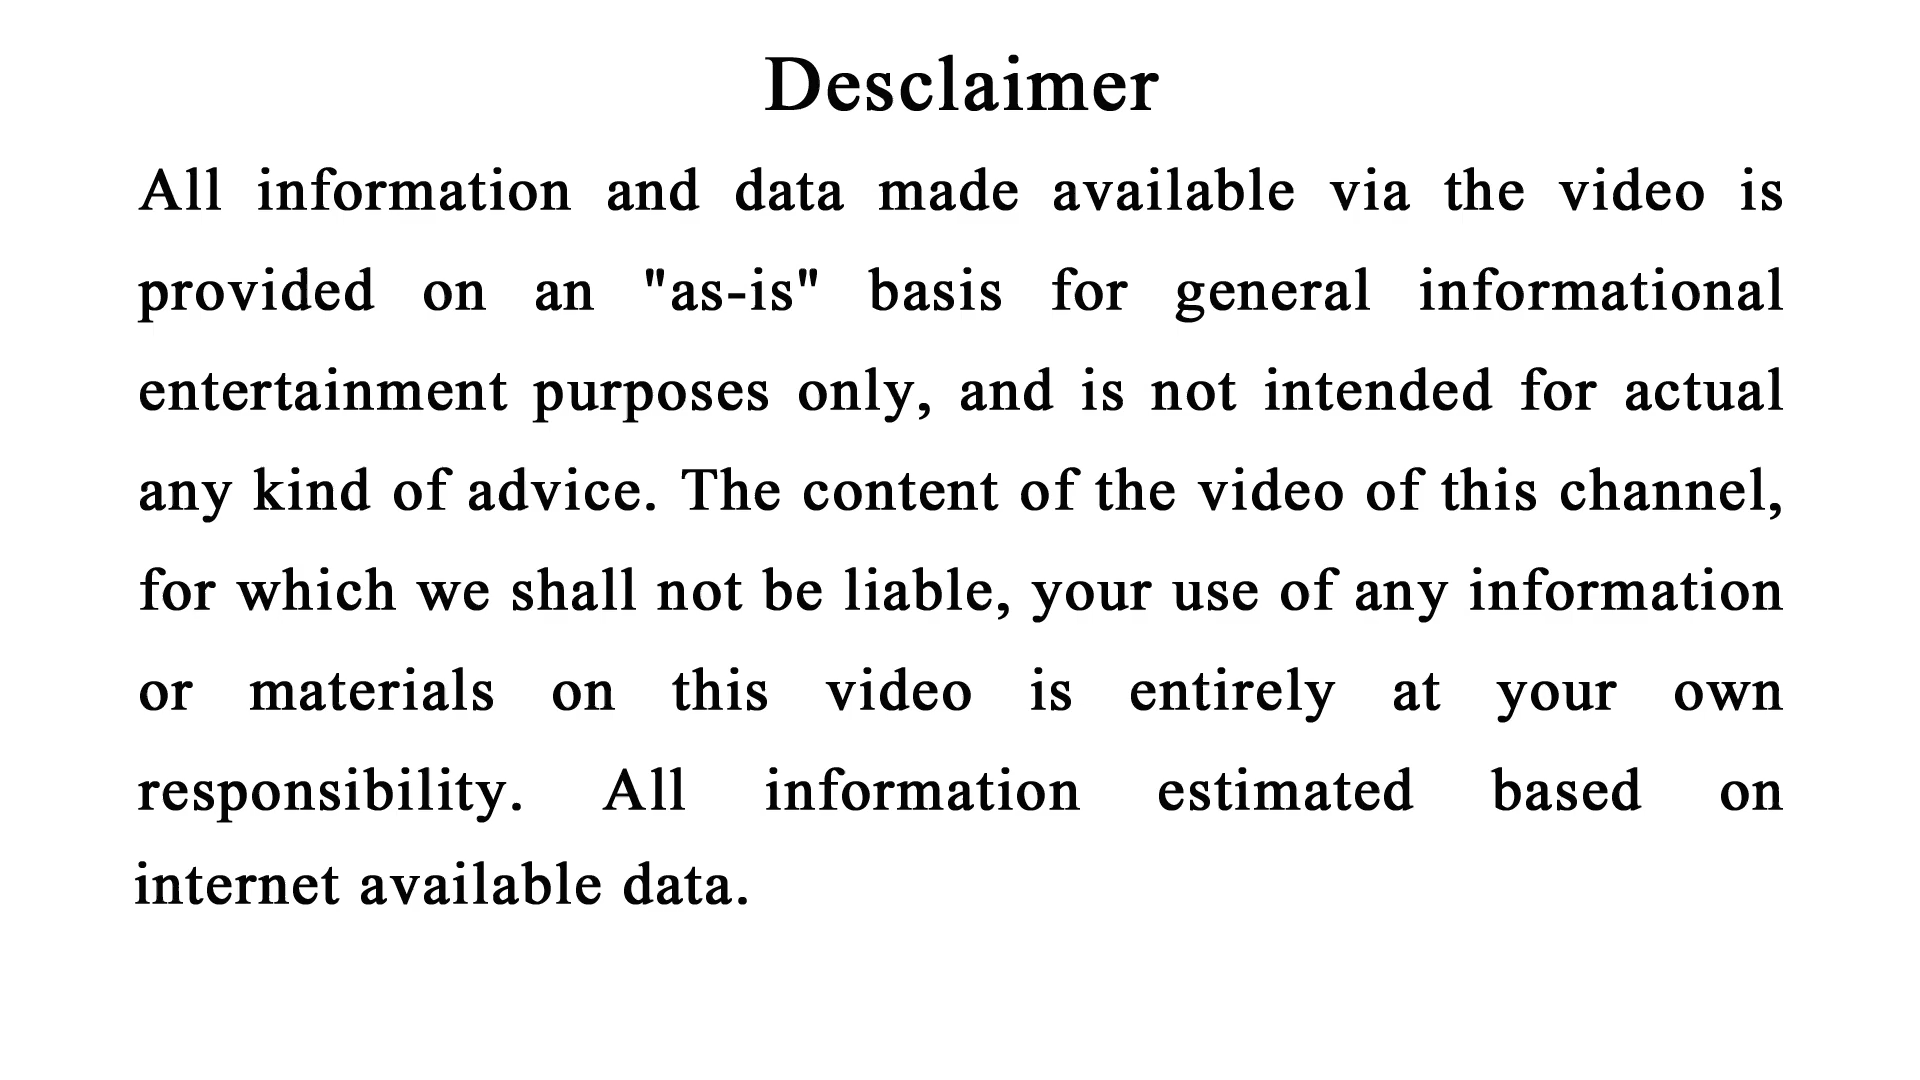 Desclaimer
All information and data made available via the video is
provided on an "as-is" basis for general informational
entertainment purposes only, and is not intended for actual
any kind of advice. The content of the video of this channel,
for which we shall not be liable, your use of any information
or materials on this video is entirely at your own
responsibility. All information estimated based on
internet available data.